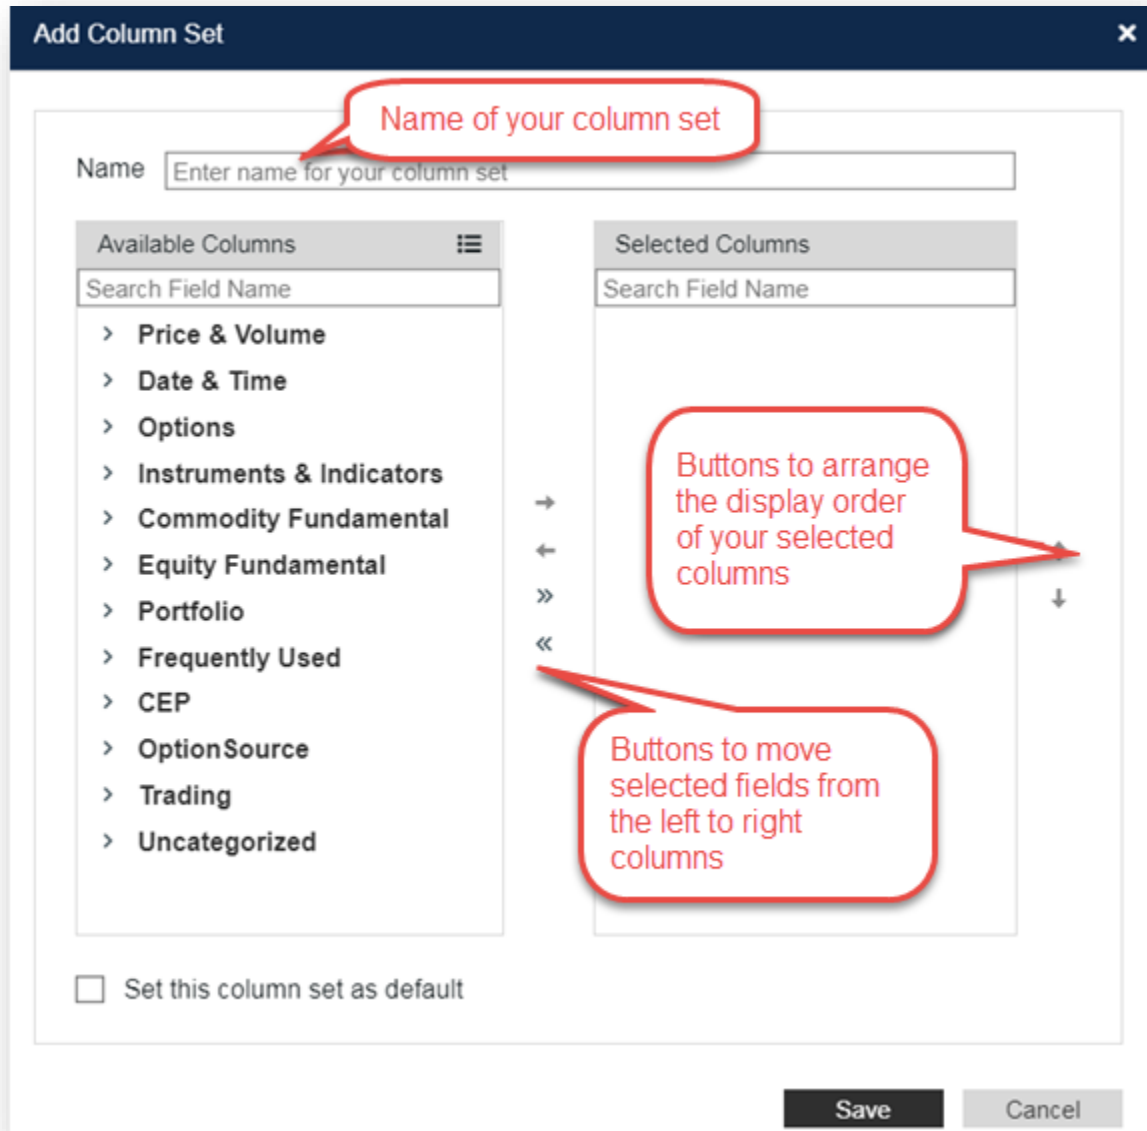 Add Column Set
Name of your column set
Name
Enter name for your column set
Available Columns
Selected Columns
Search Field Name
Search Field Name
Price & Volume
Date & Time
Options
Instruments & Indicators
Commodity Fundamental
Equity Fundamental
Portfolio
Frequently Used
CEP
OptionSource
Trading
Uncategorized
Buttons to arrange
the display order
of your selected
columns
Buttons to move
selected fields from
the left to right
columns
Set this column set as default
Save
Cancel